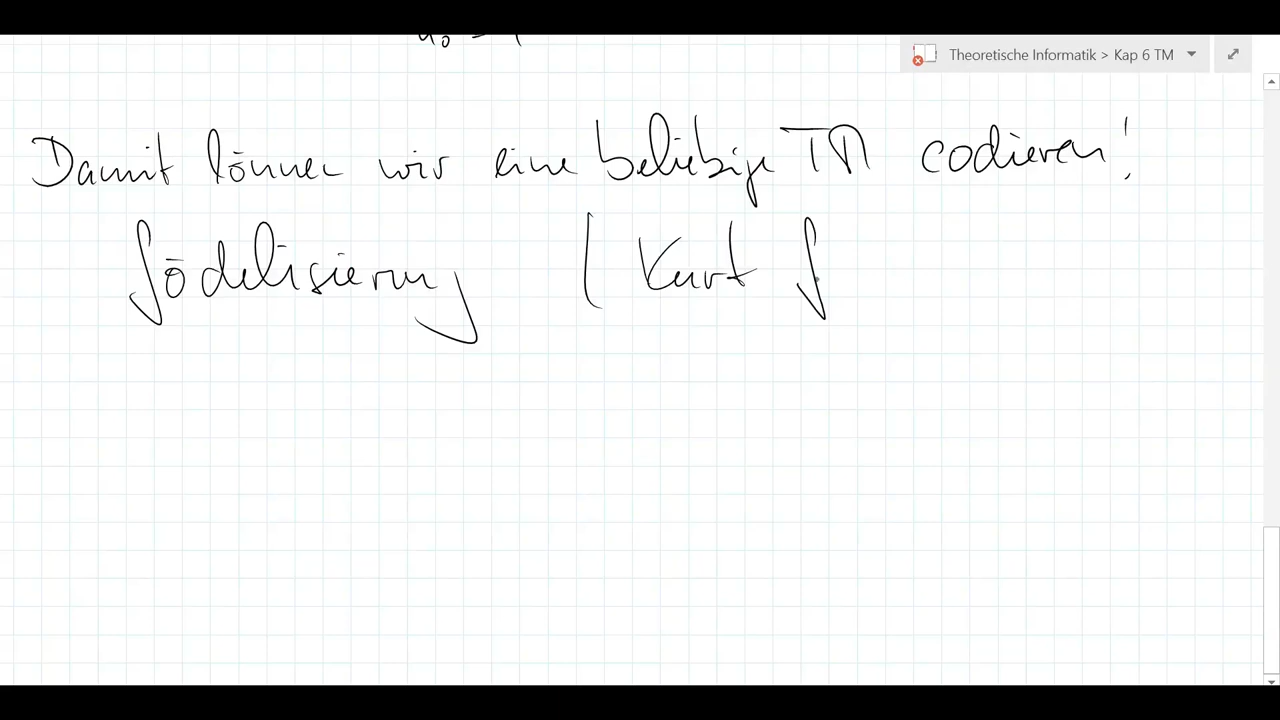 Theoretische Informatik > Kap 6 TM
Damit können wir eine beliebige TM codieren!
Gödelisierung ( Kurt G